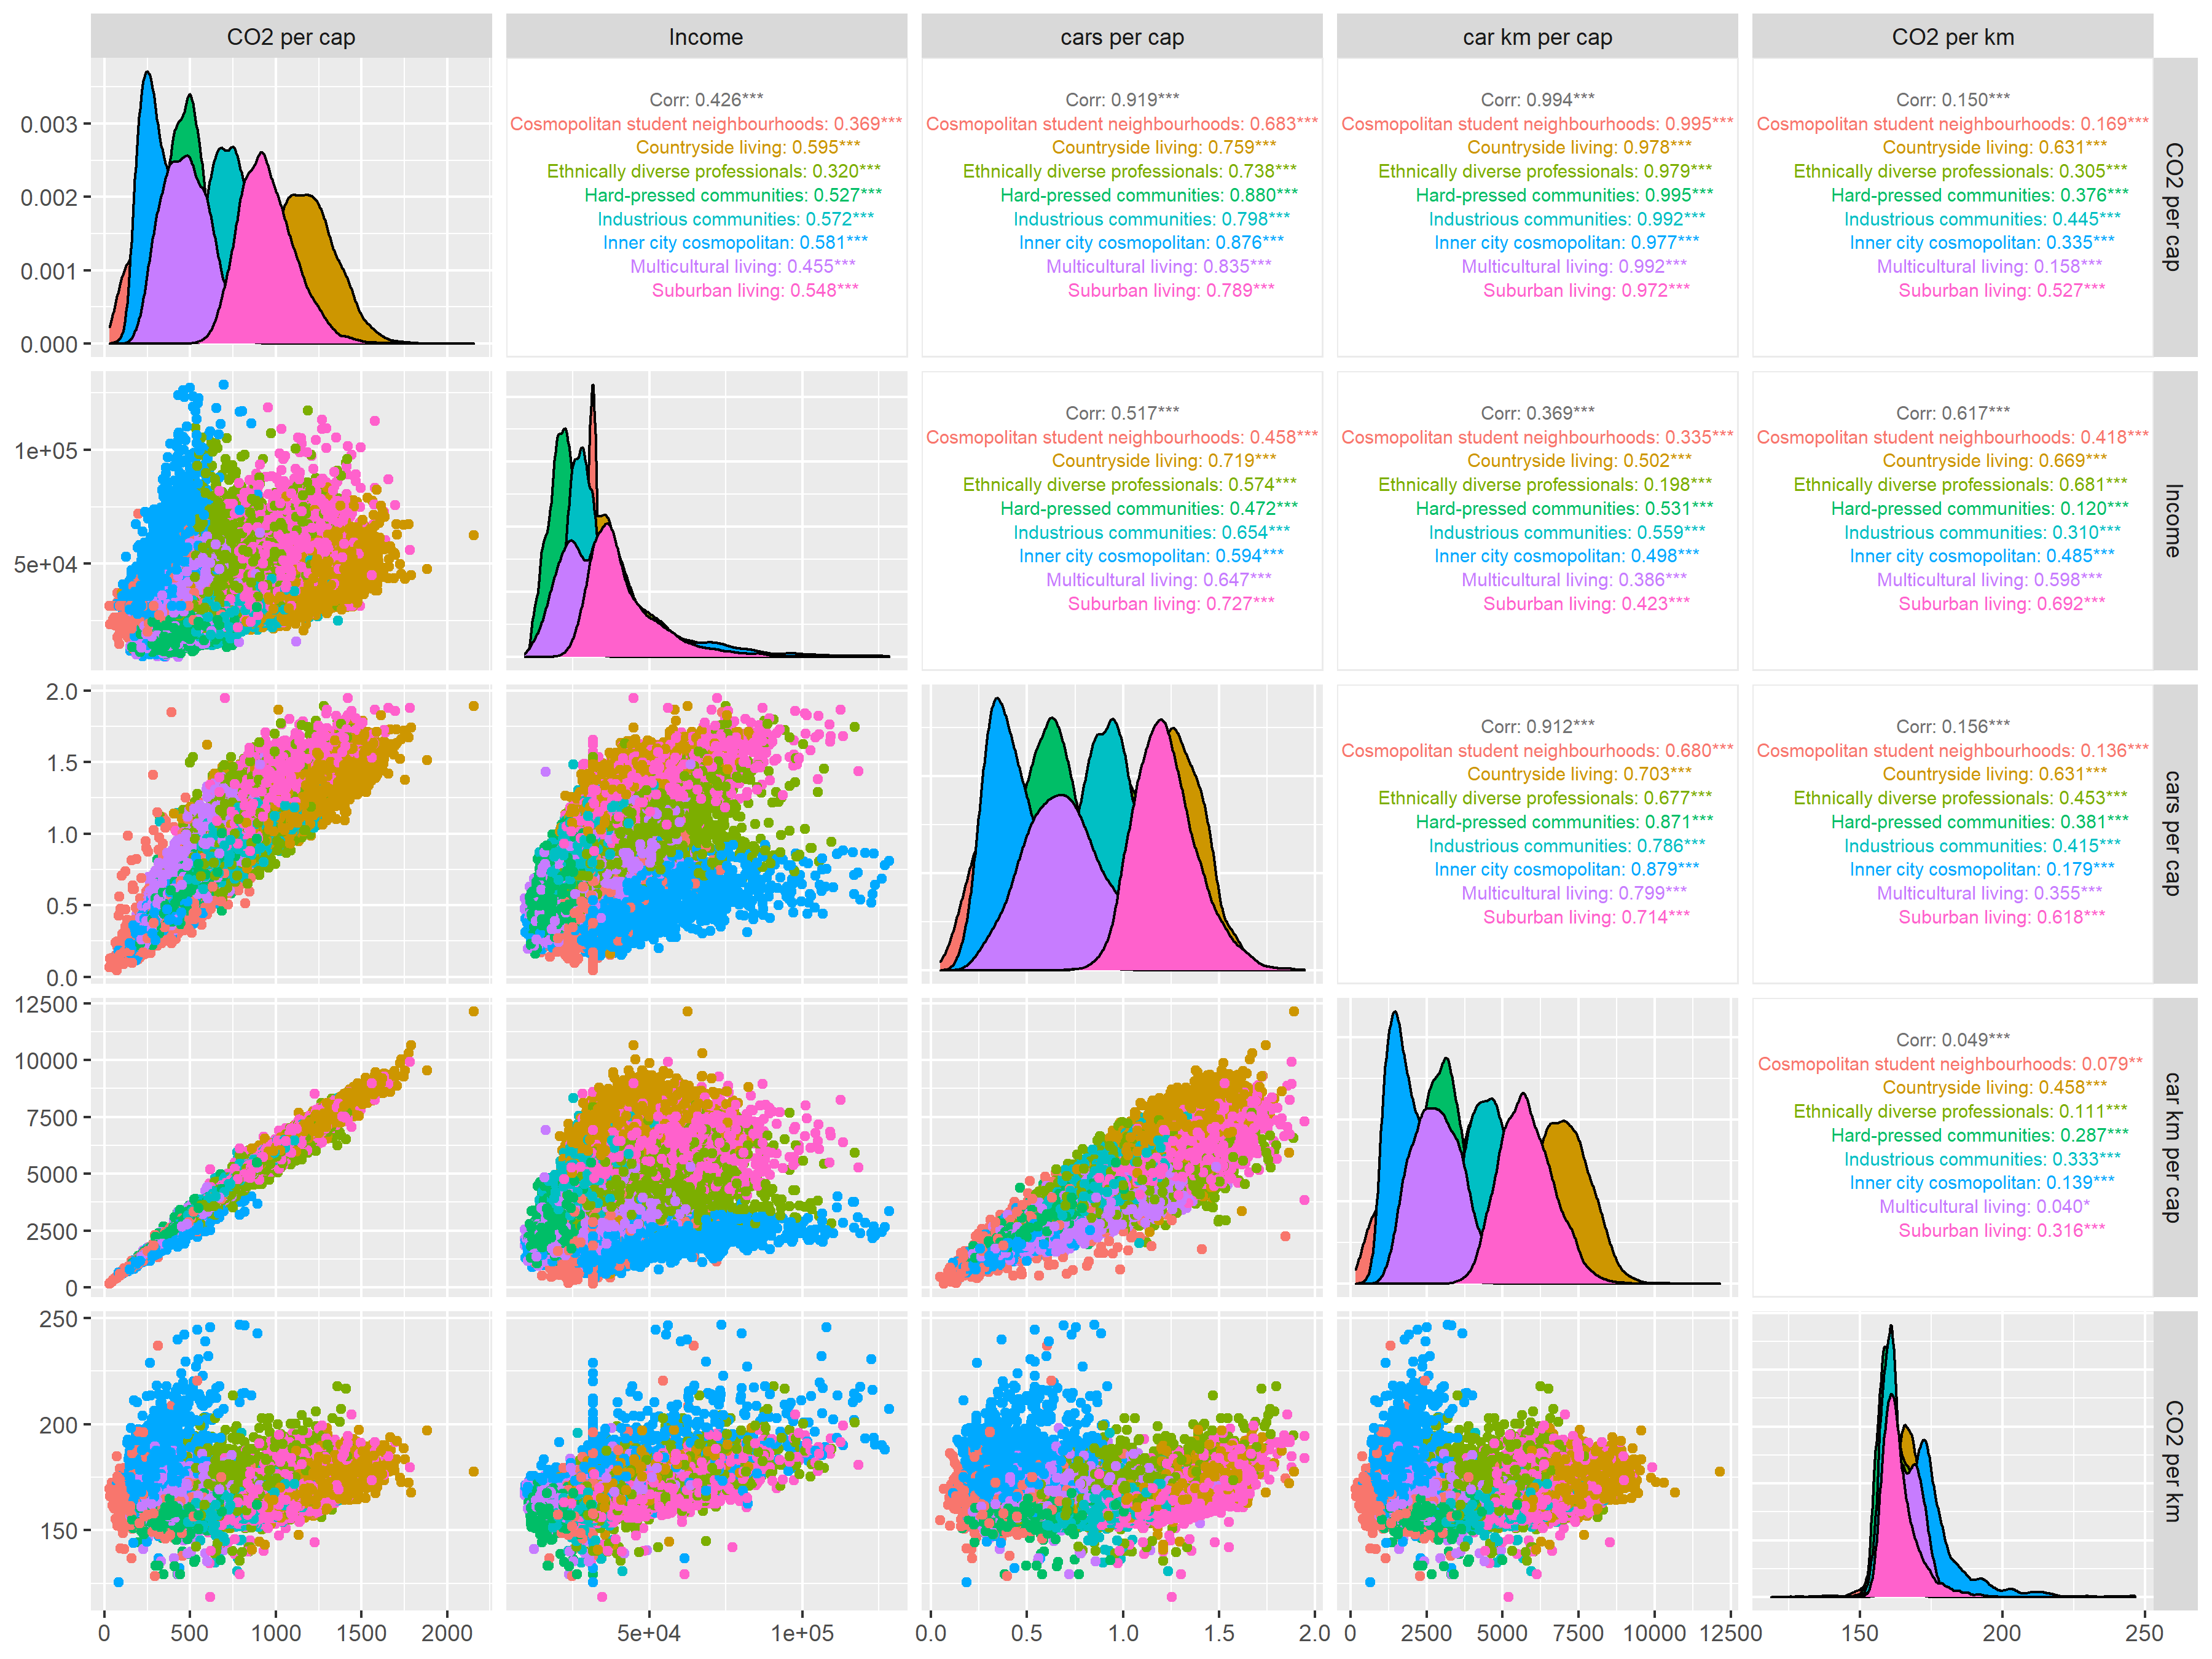 CO2 per cap
Income
cars per cap
car km per cap
CO2 per km
0.003
0.002
0.001
0.000
Corr: 0.426***
Cosmopolitan student neighbourhoods: 0.369***
Countryside living: 0.595***
Ethnically diverse professionals: 0.320***
Hard-pressed communities: 0.527***
Industrious communities: 0.572***
Inner city cosmopolitan: 0.581***
Multicultural living: 0.455***
Suburban living: 0.548***
Corr: 0.919***
Cosmopolitan student neighbourhoods: 0.683***
Countryside living: 0.759***
Ethnically diverse professionals: 0.738***
Hard-pressed communities: 0.880***
Industrious communities: 0.798***
Inner city cosmopolitan: 0.876***
Multicultural living: 0.835***
Suburban living: 0.789***
Corr: 0.994***
Cosmopolitan student neighbourhoods: 0.995***
Countryside living: 0.978***
Ethnically diverse professionals: 0.979***
Hard-pressed communities: 0.995***
Industrious communities: 0.992***
Inner city cosmopolitan: 0.977***
Multicultural living: 0.992***
Suburban living: 0.972***
Corr: 0.150***
Cosmopolitan student neighbourhoods: 0.169***
Countryside living: 0.631***
Ethnically diverse professionals: 0.305***
Hard-pressed communities: 0.376***
Industrious communities: 0.445***
Inner city cosmopolitan: 0.335***
Multicultural living: 0.158***
Suburban living: 0.527***
CO2 per cap
1e+05
5e+04
Corr: 0.517***
Cosmopolitan student neighbourhoods: 0.458***
Countryside living: 0.719***
Ethnically diverse professionals: 0.574***
Hard-pressed communities: 0.472***
Industrious communities: 0.654***
Inner city cosmopolitan: 0.594***
Multicultural living: 0.647***
Suburban living: 0.727***
Corr: 0.369***
Cosmopolitan student neighbourhoods: 0.335***
Countryside living: 0.502***
Ethnically diverse professionals: 0.198***
Hard-pressed communities: 0.531***
Industrious communities: 0.559***
Inner city cosmopolitan: 0.498***
Multicultural living: 0.386***
Suburban living: 0.423***
Corr: 0.617***
Cosmopolitan student neighbourhoods: 0.418***
Countryside living: 0.669***
Ethnically diverse professionals: 0.681***
Hard-pressed communities: 0.120***
Industrious communities: 0.310***
Inner city cosmopolitan: 0.485***
Multicultural living: 0.598***
Suburban living: 0.692***
Income
2.0
1.5
1.0
0.5
0.0
Corr: 0.912***
Cosmopolitan student neighbourhoods: 0.680***
Countryside living: 0.703***
Ethnically diverse professionals: 0.677***
Hard-pressed communities: 0.871***
Industrious communities: 0.786***
Inner city cosmopolitan: 0.879***
Multicultural living: 0.799***
Suburban living: 0.714***
Corr: 0.156***
Cosmopolitan student neighbourhoods: 0.136***
Countryside living: 0.631***
Ethnically diverse professionals: 0.453***
Hard-pressed communities: 0.381***
Industrious communities: 0.415***
Inner city cosmopolitan: 0.179***
Multicultural living: 0.355***
Suburban living: 0.618***
cars per cap
12500
10000
7500
5000
2500
0
Corr: 0.049***
Cosmopolitan student neighbourhoods: 0.079**
Countryside living: 0.458***
Ethnically diverse professionals: 0.111***
Hard-pressed communities: 0.287***
Industrious communities: 0.333***
Inner city cosmopolitan: 0.139***
Multicultural living: 0.040*
Suburban living: 0.316***
car km per cap
250
200
150
CO2 per km
0 500 1000 1500 2000
5e+04 1e+05
0.0 0.5 1.0 1.5 2.0
0 2500 5000 7500 10000 12500
150 200 250